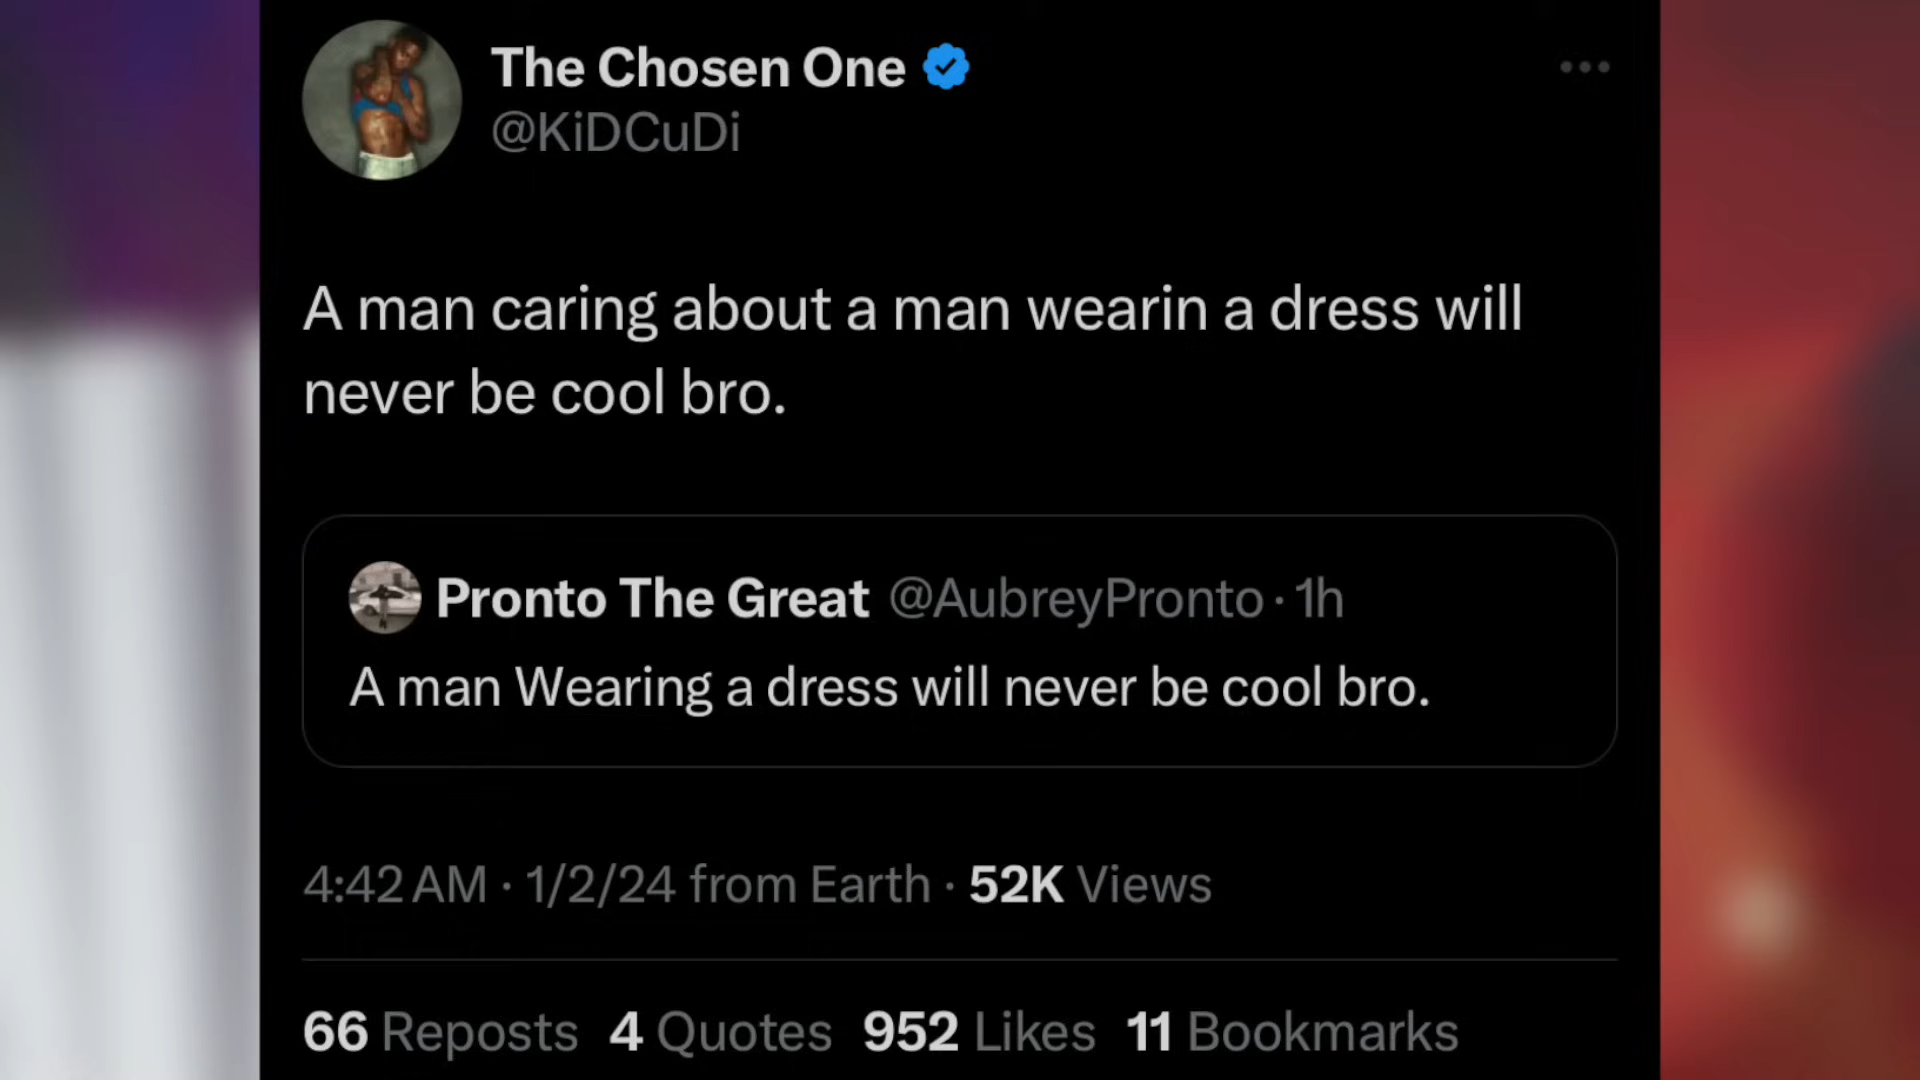 The Chosen One
@KiDCuDi
A man caring about a man wearin a dress will
never be cool bro.
Pronto The Great @AubreyPronto · 1h
A man Wearing a dress will never be cool bro.
4:42 AM · 1/2/24 from Earth · 52K Views
66 Reposts 4 Quotes 952 Likes 11 Bookmarks